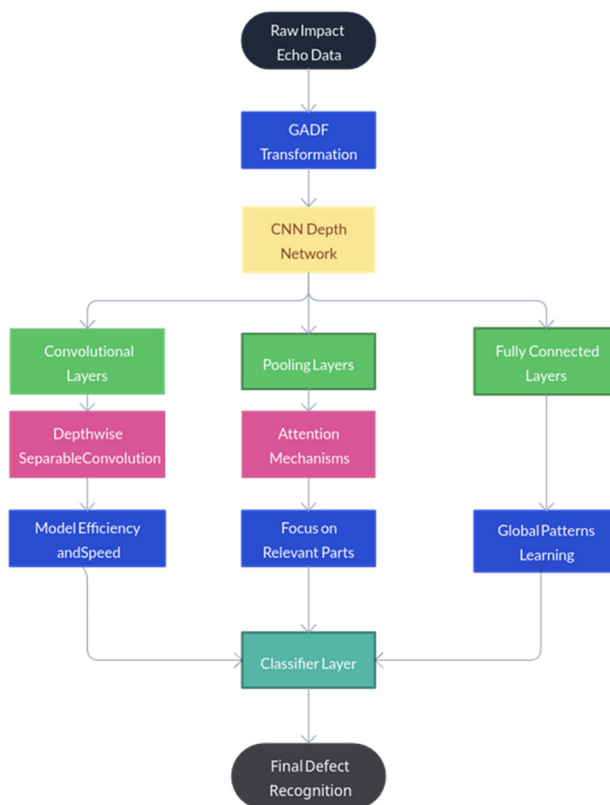 Raw Impact
Echo Data
GADF
Transformation
CNN Depth
Network
Convolutional
Layers
Pooling Layers
Fully Connected
Layers
Depthwise
SeparableConvolution
Attention
Mechanisms
Model Efficiency
andSpeed
Focus on
Relevant Parts
Global Patterns
Learning
Classifier Layer
Final Defect
Recognition